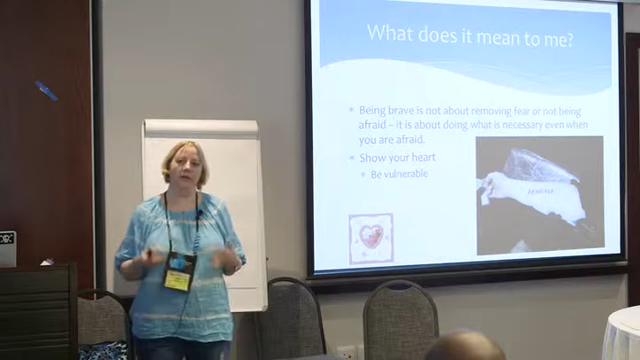 What does it mean to me?
Being brave is not about removing fear or not being
afraid – it is about doing what is necessary even when
you are afraid.
Show your heart
Be vulnerable